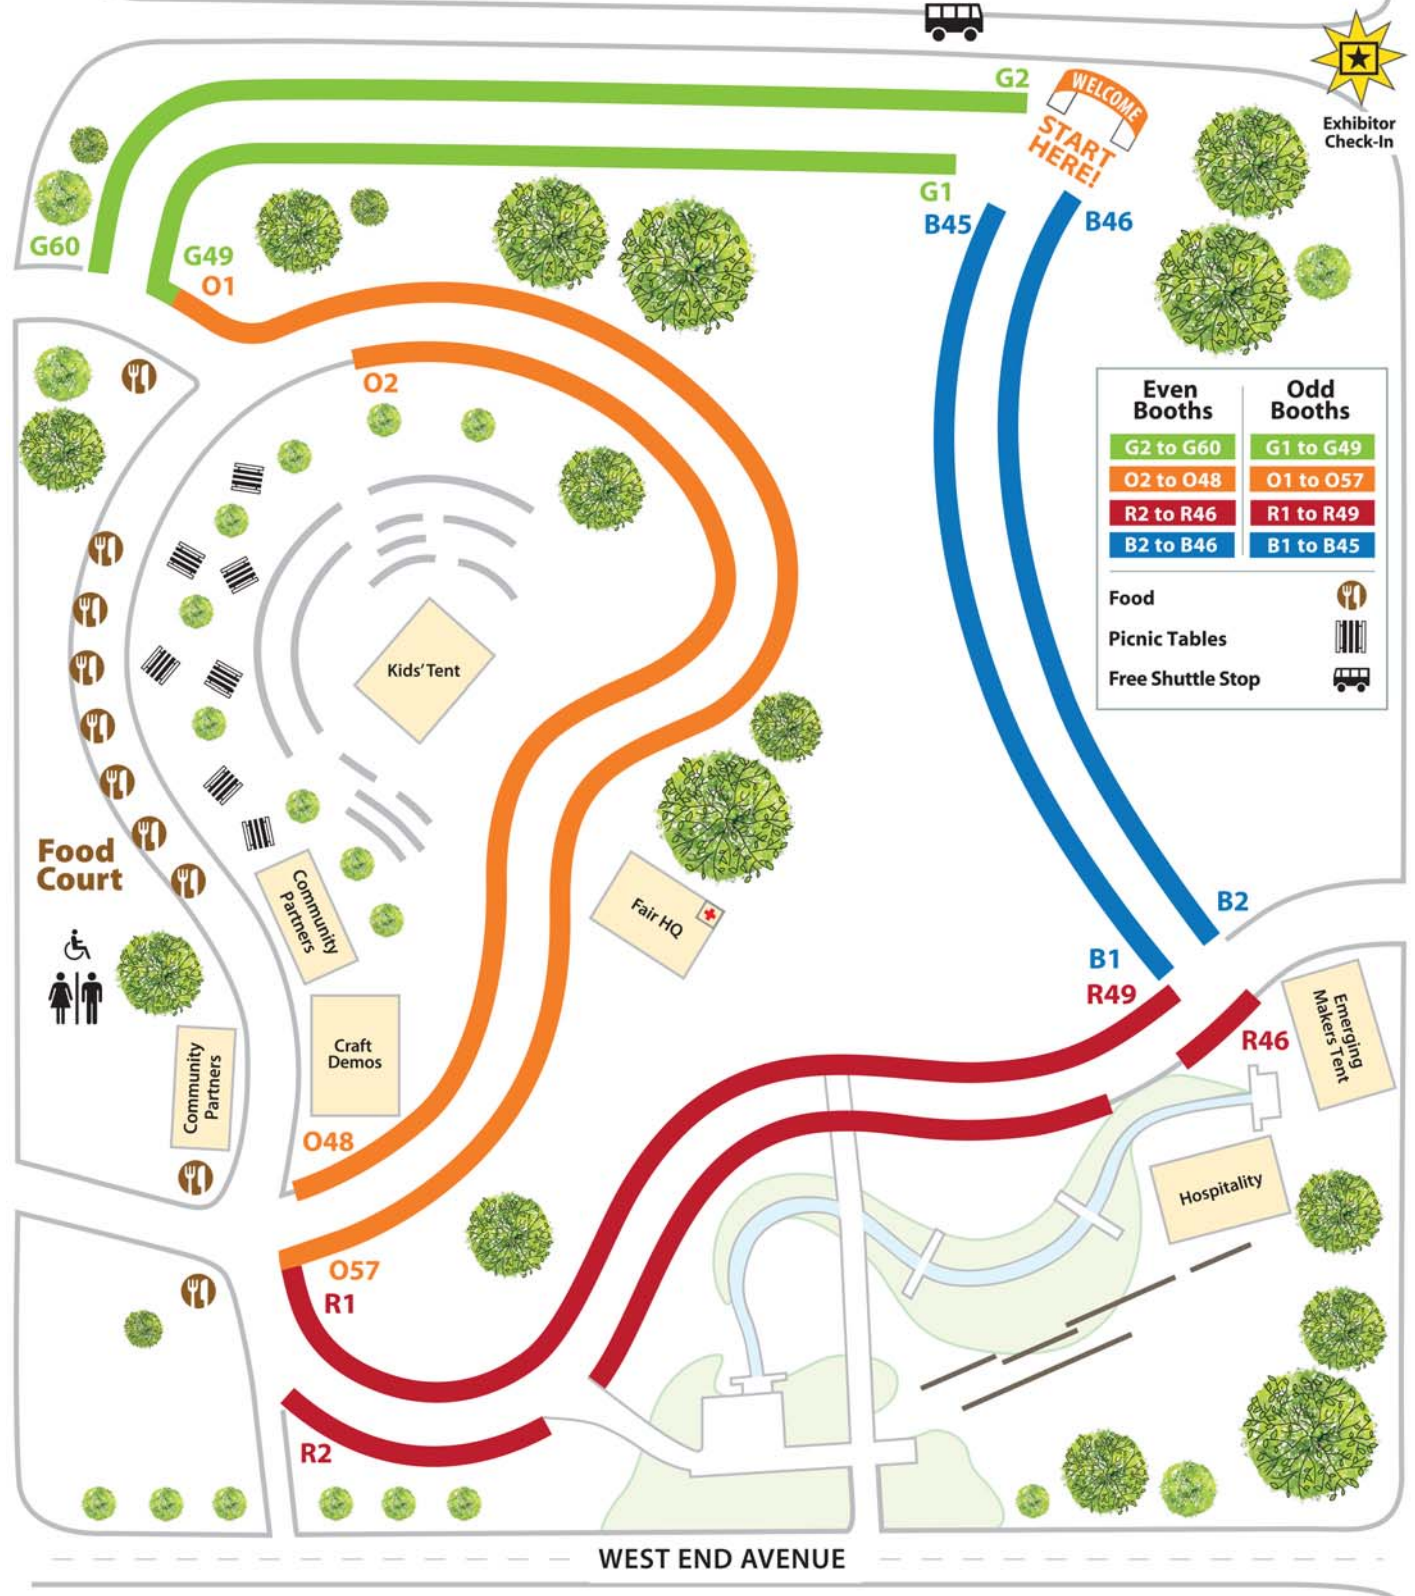 G2
WELCOME
START
HERE!
Exhibitor
Check-In
G1
B45
B46
G60
G49
O1
O2
Even
Booths
Odd
Booths
G2 to G60
G1 to G49
O2 to O48
O1 to O57
R2 to R46
R1 to R49
B2 to B46
B1 to B45
Food
Picnic Tables
Free Shuttle Stop
Kids' Tent
Food
Court
Community
Partners
Fair HQ
B2
B1
R49
R46
Emerging
Makers Tent
Craft
Demos
Community
Partners
O48
Hospitality
O57
R1
R2
WEST END AVENUE